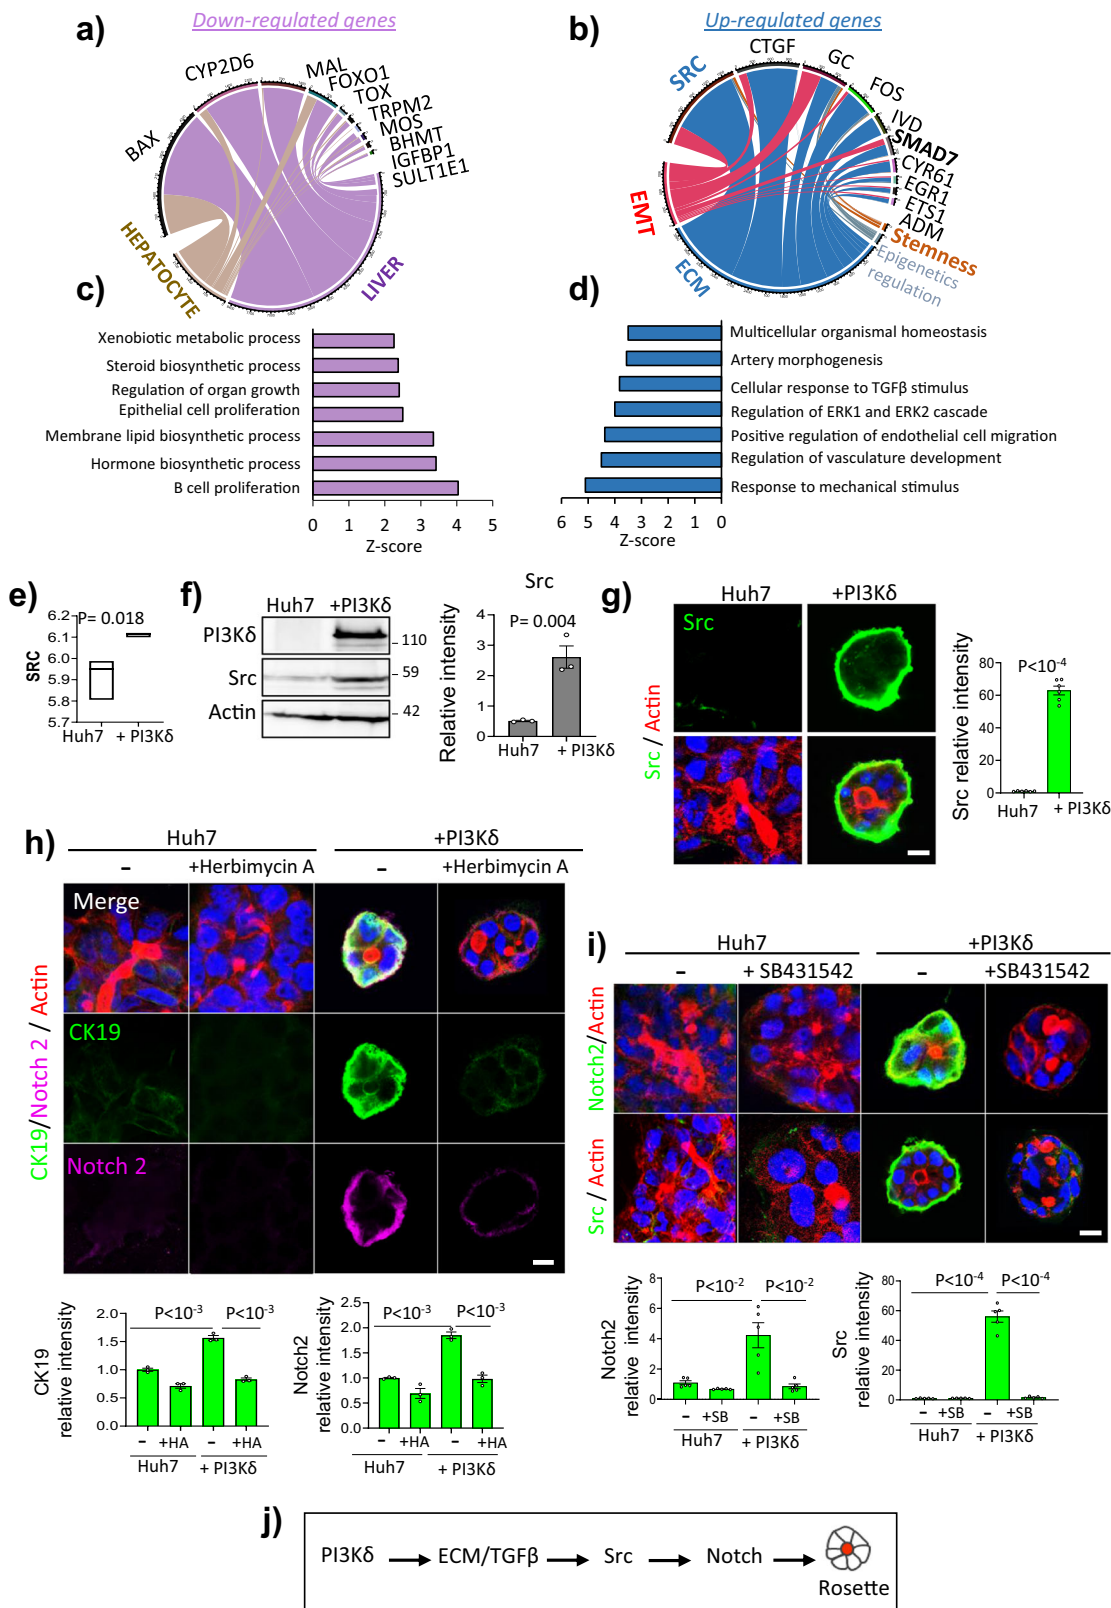 a)
Down-regulated genes
BAX
CYP2D6
MAL
FOXO1
TOX
TRPM2
MOS
BHMT
IGFBP1
SULT1E1
HEPATOCYTE
LIVER
b)
Up-regulated genes
SRC
CTGF
GC
FOS
IVD
SMAD7
CYR61
EGR1
ETS1
ADM
Stemness
Epigenetics
regulation
EMT
ECM
c)
Xenobiotic metabolic process
Steroid biosynthetic process
Regulation of organ growth
Epithelial cell proliferation
Membrane lipid biosynthetic process
Hormone biosynthetic process
B cell proliferation
0 1 2 3 4 5
Z-score
d)
Multicellular organismal homeostasis
Artery morphogenesis
Cellular response to TGFβ stimulus
Regulation of ERK1 and ERK2 cascade
Positive regulation of endothelial cell migration
Regulation of vasculature development
Response to mechanical stimulus
6 5 4 3 2 1 0
Z-score
e)
SRC
6.2
6.1
6.0
5.9
5.8
5.7
P= 0.018
Huh7 + PI3Kδ
f)
Huh7 +PI3Kδ
PI3Kδ
110
Src
59
Actin
42
Src
Relative intensity
4
3
2
1
0
P= 0.004
Huh7
+ PI3Kδ
g)
Huh7 +PI3Kδ
Src
Src / Actin
Src relative intensity
80
60
40
20
0
P<10-4
Huh7
+ PI3Kδ
h)
Huh7 +PI3Kδ
– +Herbimycin A – +Herbimycin A
CK19/Notch 2 / Actin
Merge
CK19
Notch 2
CK19
relative intensity
2.0
1.5
1.0
0.5
0.0
P<10-3 P<10-3
– +HA – +HA
Huh7 + PI3Kδ
Notch2
relative intensity
2.5
2.0
1.5
1.0
0.5
0.0
P<10-3 P<10-3
– +HA – +HA
Huh7 + PI3Kδ
i)
Huh7 +PI3Kδ
– + SB431542 – +SB431542
Notch2/Actin
Src / Actin
Notch2
relative intensity
8
6
4
2
0
P<10-2 P<10-2
– +SB – +SB
Huh7 + PI3Kδ
Src
relative intensity
80
60
40
20
0
P<10-4 P<10-4
– +SB – +SB
Huh7 + PI3Kδ
j)
PI3Kδ ECM/TGFβ Src Notch
Rosette